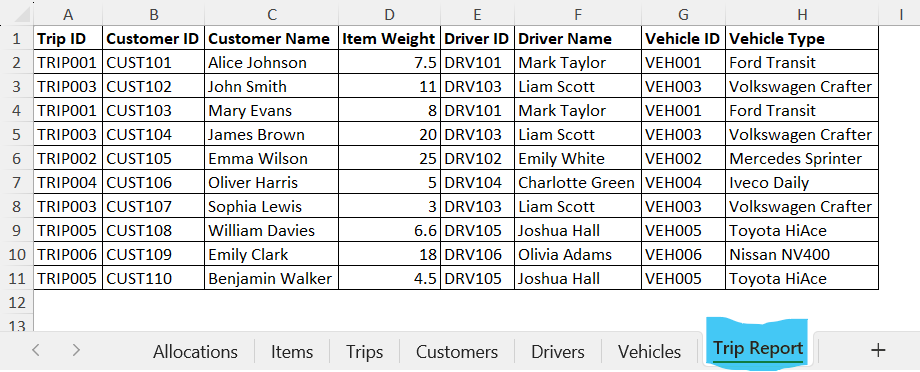 A B C D E F G H I
1 Trip ID Customer ID Customer Name Item Weight Driver ID Driver Name Vehicle ID Vehicle Type
2 TRIP001 CUST101 Alice Johnson 7.5 DRV101 Mark Taylor VEH001 Ford Transit
3 TRIP003 CUST102 John Smith 11 DRV103 Liam Scott VEH003 Volkswagen Crafter
4 TRIP001 CUST103 Mary Evans 8 DRV101 Mark Taylor VEH001 Ford Transit
5 TRIP003 CUST104 James Brown 20 DRV103 Liam Scott VEH003 Volkswagen Crafter
6 TRIP002 CUST105 Emma Wilson 25 DRV102 Emily White VEH002 Mercedes Sprinter
7 TRIP004 CUST106 Oliver Harris 5 DRV104 Charlotte Green VEH004 Iveco Daily
8 TRIP003 CUST107 Sophia Lewis 3 DRV103 Liam Scott VEH003 Volkswagen Crafter
9 TRIP005 CUST108 William Davies 6.6 DRV105 Joshua Hall VEH005 Toyota HiAce
10 TRIP006 CUST109 Emily Clark 18 DRV106 Olivia Adams VEH006 Nissan NV400
11 TRIP005 CUST110 Benjamin Walker 4.5 DRV105 Joshua Hall VEH005 Toyota HiAce
12
13
Allocations Items Trips Customers Drivers Vehicles Trip Report